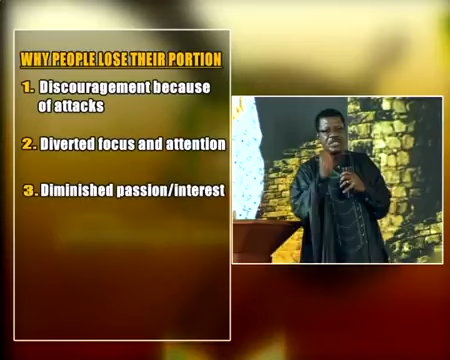 WHY PEOPLE LOSE THEIR PORTION
1. Discouragement because
of attacks
2. Diverted focus and attention
3. Diminished passion/interest